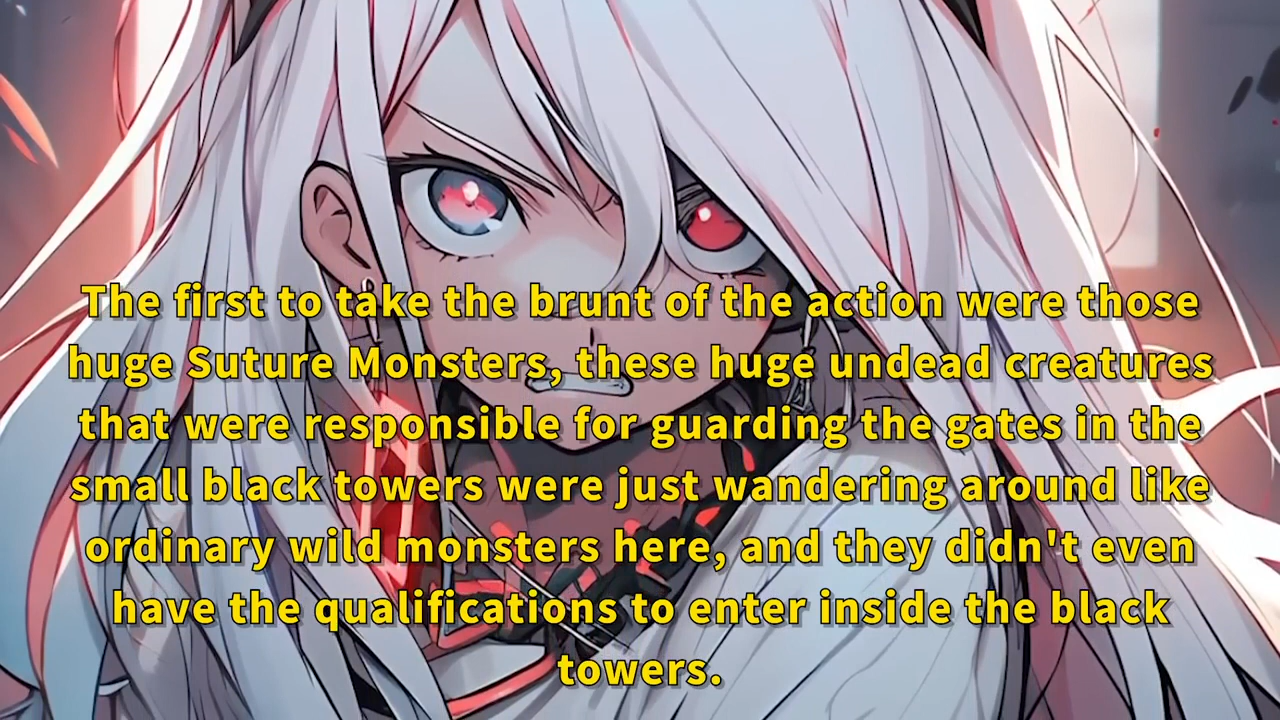 The first to take the brunt of the action were those
huge Suture Monsters, these huge undead creatures
that were responsible for guarding the gates in the
small black towers were just wandering around like
ordinary wild monsters here, and they didn't even
have the qualifications to enter inside the black
towers.